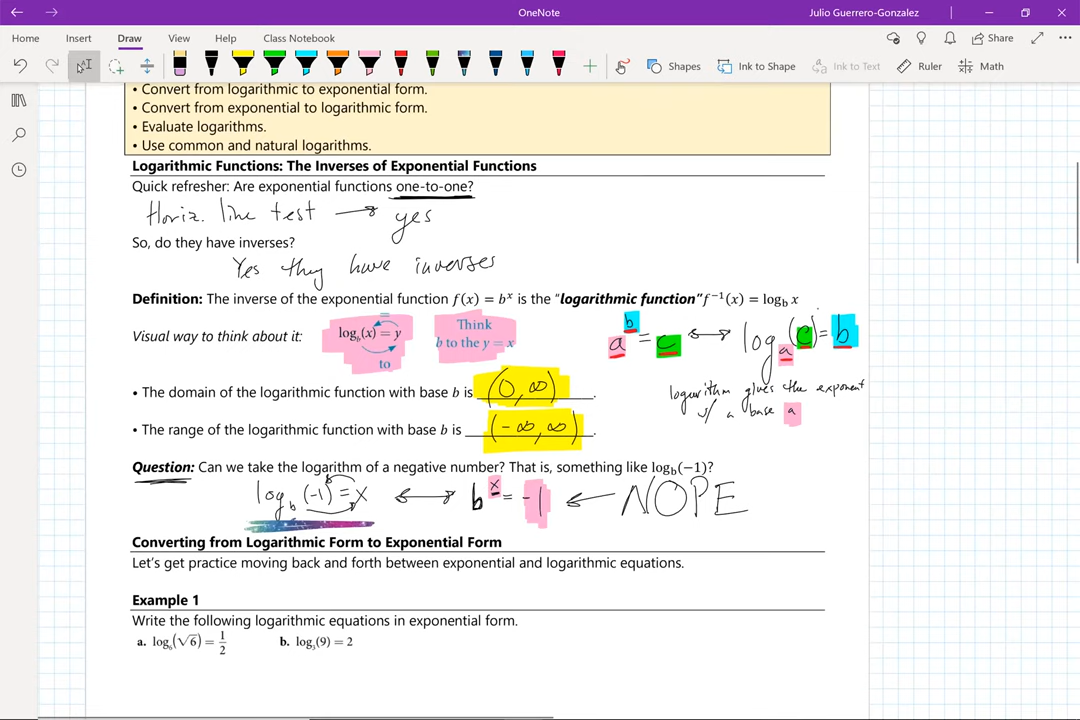 OneNote
Julio Guerrero-Gonzalez
Home Insert Draw View Help Class Notebook
Share
Shapes Ink to Shape Ink to Text Ruler Math
• Convert from logarithmic to exponential form.
• Convert from exponential to logarithmic form.
• Evaluate logarithms.
• Use common and natural logarithms.
Logarithmic Functions: The Inverses of Exponential Functions
Quick refresher: Are exponential functions one-to-one?
Horiz. line test → yes
So, do they have inverses?
Yes they have inverses
Definition: The inverse of the exponential function f(x) = bˣ is the "logarithmic function" f⁻¹(x) = log_b x
Visual way to think about it:
=
log_b(x) = y
to
Think
b to the y = x
a^b = c ↔ log_a(c) = b
logarithm gives the exponent
w/ a base a
• The domain of the logarithmic function with base b is (0, ∞).
• The range of the logarithmic function with base b is (-∞, ∞).
Question: Can we take the logarithm of a negative number? That is, something like log_b(−1)?
log_b(-1) = x ↔ b^x = -1 ← NOPE
Converting from Logarithmic Form to Exponential Form
Let's get practice moving back and forth between exponential and logarithmic equations.
Example 1
Write the following logarithmic equations in exponential form.
a. log₆(√6) = 1/2 b. log₃(9) = 2